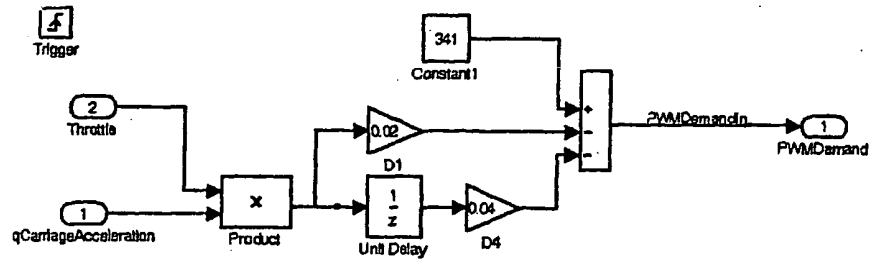 Trigger
341
Constant1
2
Throttle
0.02
D1
PWMDemandIn
1
PWMDemand
1
qCarriageAcceleration
x
Product
1
z
Unit Delay
0.04
D4
+
-
-